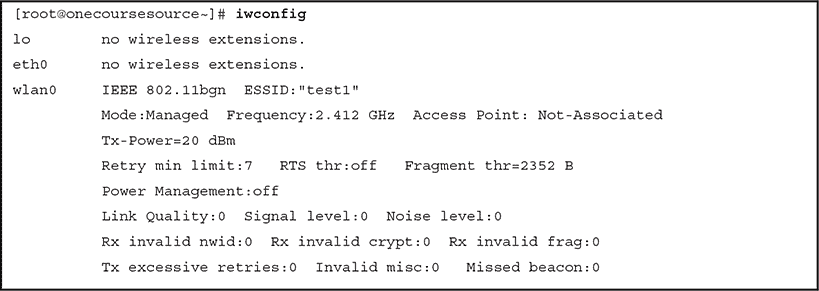 [root@onecoursesource~]# iwconfig
lo no wireless extensions.
eth0 no wireless extensions.
wlan0 IEEE 802.11bgn ESSID:"test1"
Mode:Managed Frequency:2.412 GHz Access Point: Not-Associated
Tx-Power=20 dBm
Retry min limit:7 RTS thr:off Fragment thr=2352 B
Power Management:off
Link Quality:0 Signal level:0 Noise level:0
Rx invalid nwid:0 Rx invalid crypt:0 Rx invalid frag:0
Tx excessive retries:0 Invalid misc:0 Missed beacon:0